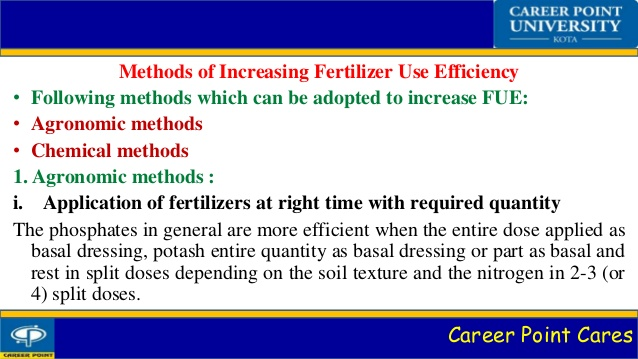 CAREER POINT
UNIVERSITY
KOTA
Methods of Increasing Fertilizer Use Efficiency
• Following methods which can be adopted to increase FUE:
• Agronomic methods
• Chemical methods
1. Agronomic methods :
i. Application of fertilizers at right time with required quantity
The phosphates in general are more efficient when the entire dose applied as
basal dressing, potash entire quantity as basal dressing or part as basal and
rest in split doses depending on the soil texture and the nitrogen in 2-3 (or
4) split doses.
CAREER POINT
Career Point Cares